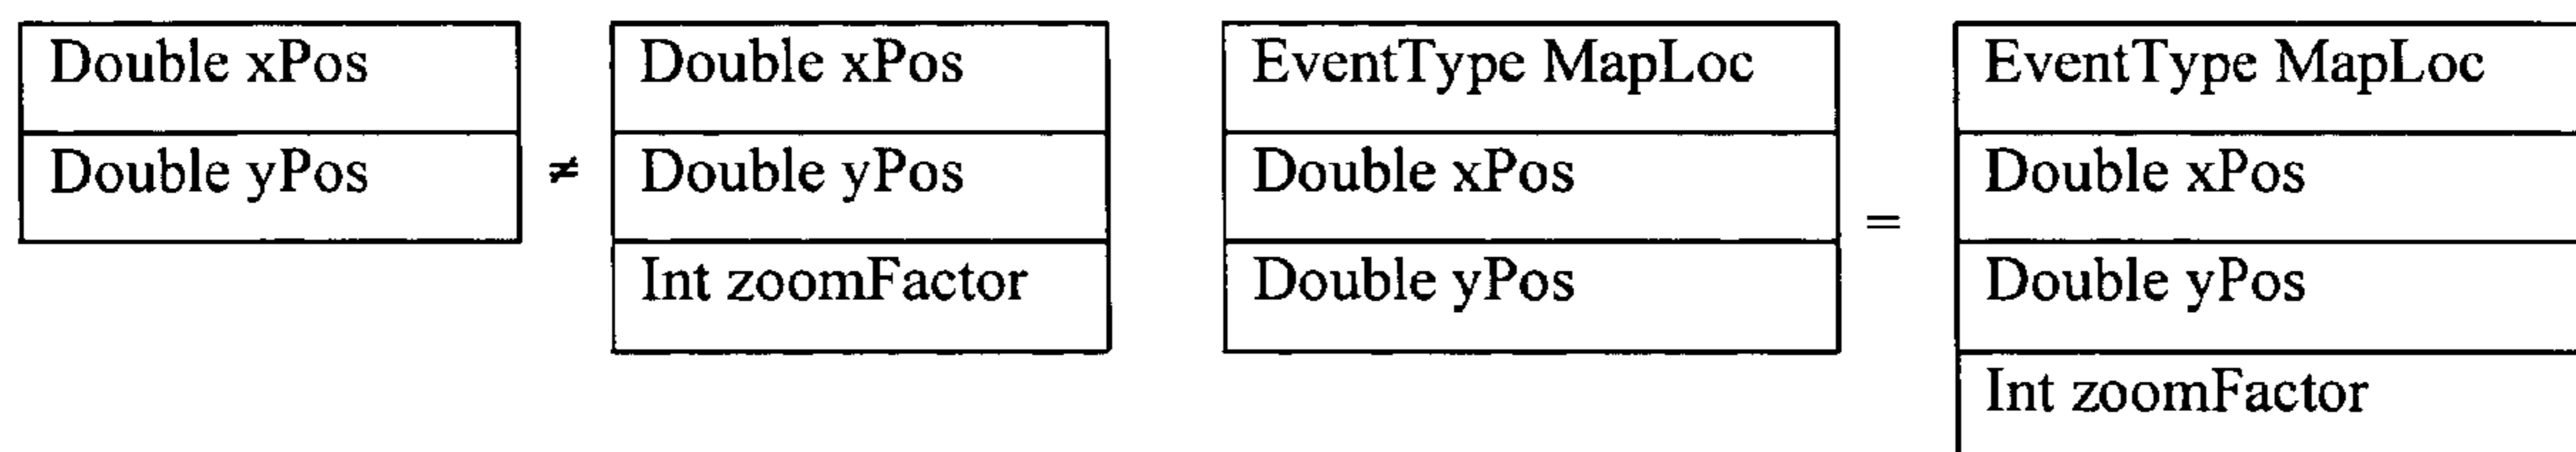 Double xPos
Double yPos
≠
Double xPos
Double yPos
Int zoomFactor
EventType MapLoc
Double xPos
Double yPos
=
EventType MapLoc
Double xPos
Double yPos
Int zoomFactor